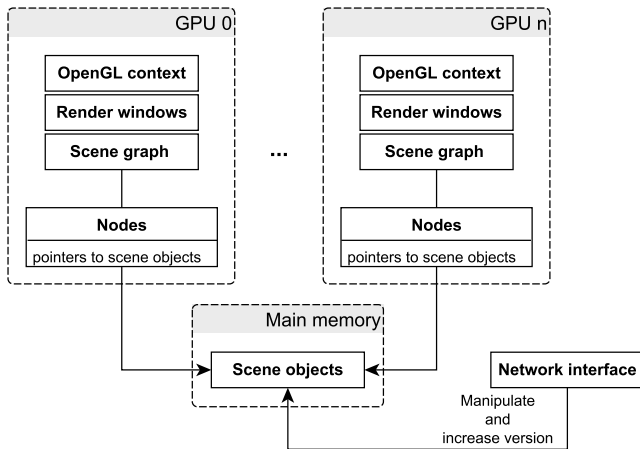 GPU 0
OpenGL context
Render windows
Scene graph
Nodes
pointers to scene objects
...
GPU n
OpenGL context
Render windows
Scene graph
Nodes
pointers to scene objects
Main memory
Scene objects
Network interface
Manipulate
and
increase version